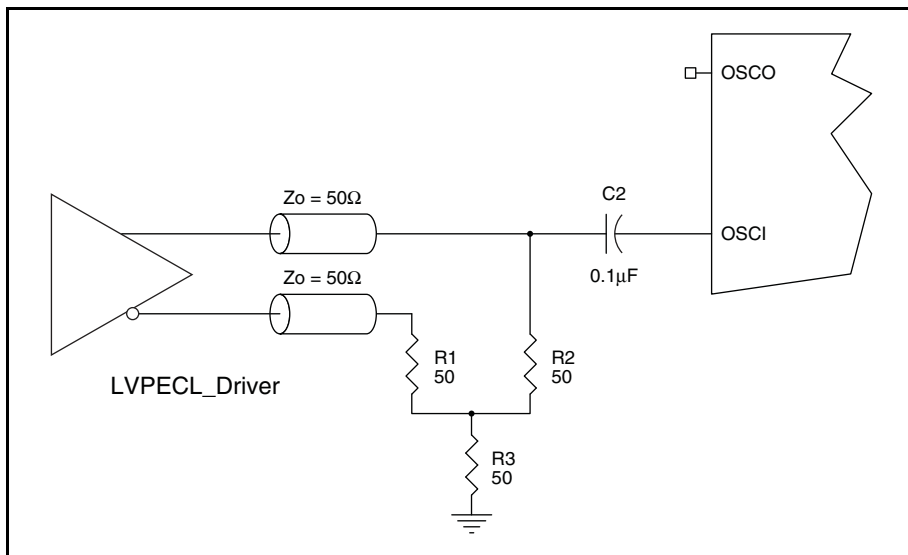 OSCO
Zo = 50Ω
C2
OSCI
0.1μF
Zo = 50Ω
R1
50
R2
50
LVPECL_Driver
R3
50